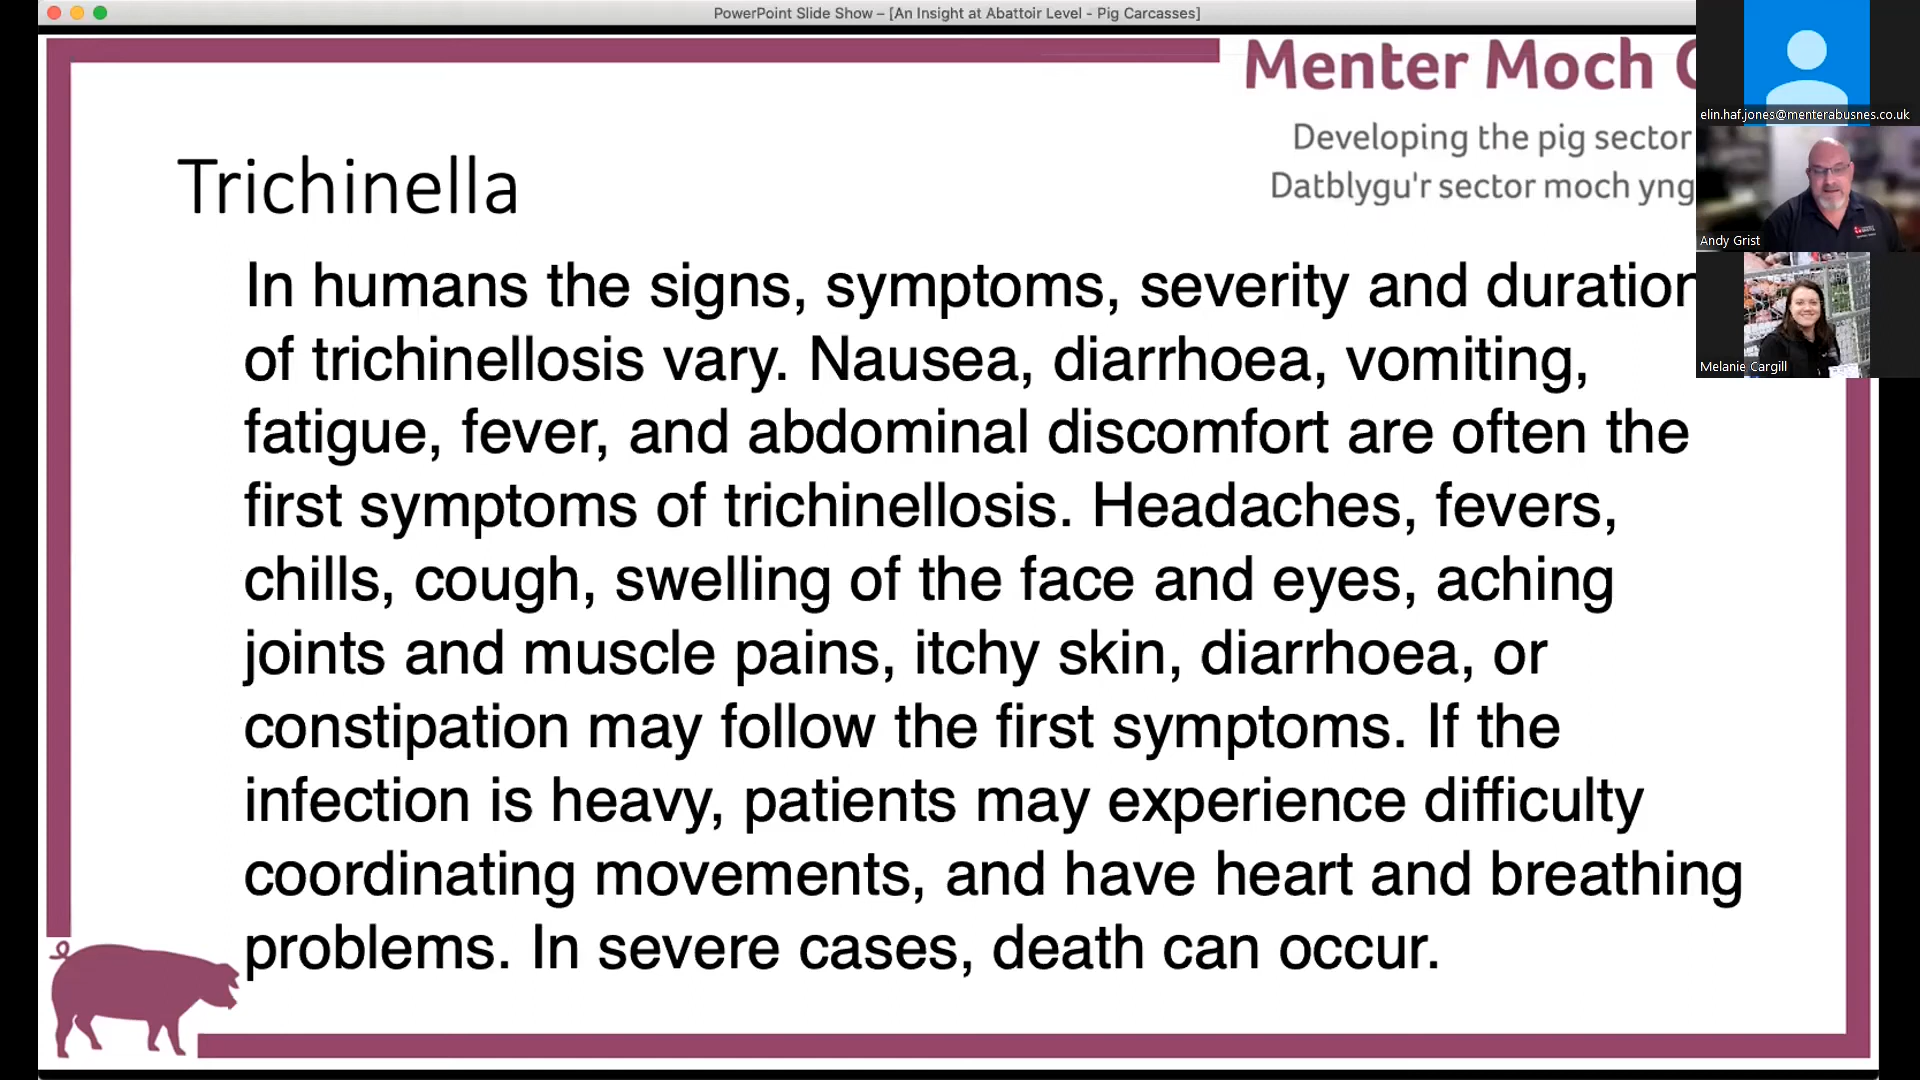 PowerPoint Slide Show – [An Insight at Abattoir Level - Pig Carcasses]
Menter Moch
Developing the pig sector
Datblygu'r sector moch yng
elin.haf.jones@menterabusnes.co.uk
Andy Grist
Melanie Cargill
Trichinella
In humans the signs, symptoms, severity and duration
of trichinellosis vary. Nausea, diarrhoea, vomiting,
fatigue, fever, and abdominal discomfort are often the
first symptoms of trichinellosis. Headaches, fevers,
chills, cough, swelling of the face and eyes, aching
joints and muscle pains, itchy skin, diarrhoea, or
constipation may follow the first symptoms. If the
infection is heavy, patients may experience difficulty
coordinating movements, and have heart and breathing
problems. In severe cases, death can occur.